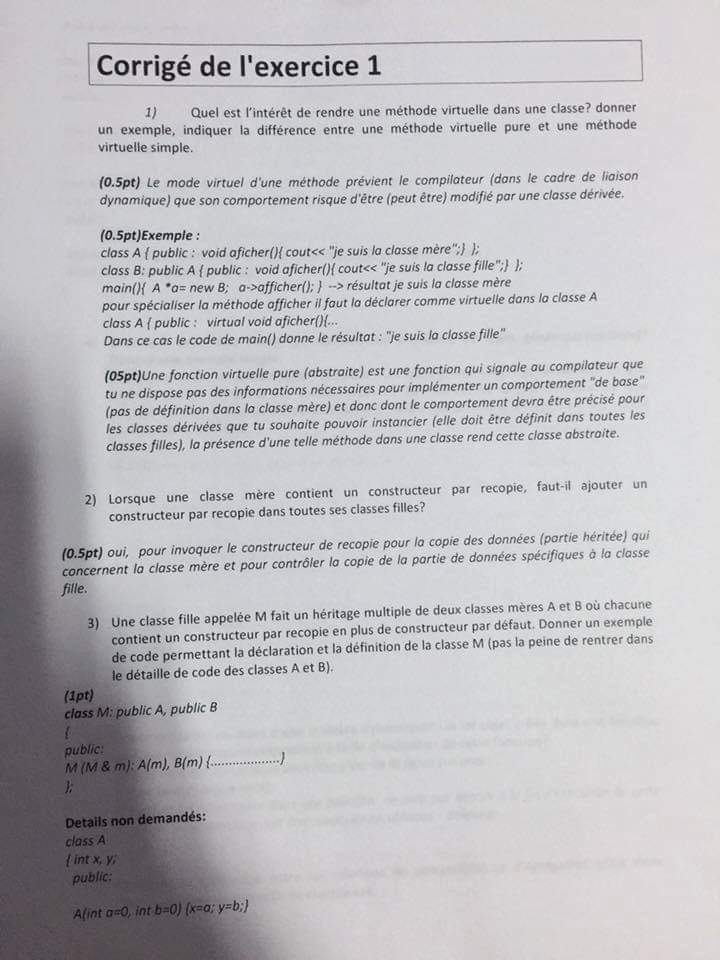 Corrigé de l'exercice 1
1) Quel est l'intérêt de rendre une méthode virtuelle dans une classe? donner
un exemple, indiquer la différence entre une méthode virtuelle pure et une méthode
virtuelle simple.
(0.5pt) Le mode virtuel d'une méthode prévient le compilateur (dans le cadre de liaison
dynamique) que son comportement risque d'être (peut être) modifié par une classe dérivée.
(0.5pt)Exemple :
class A { public : void aficher(){ cout<< "je suis la classe mère";} };
class B: public A { public : void aficher(){ cout<< "je suis la classe fille";} };
main(){ A *a= new B; a->afficher(); } --> résultat je suis la classe mère
pour spécialiser la méthode afficher il faut la déclarer comme virtuelle dans la classe A
class A { public : virtual void aficher(){...
Dans ce cas le code de main() donne le résultat : "je suis la classe fille"
(05pt)Une fonction virtuelle pure (abstraite) est une fonction qui signale au compilateur que
tu ne dispose pas des informations nécessaires pour implémenter un comportement "de base"
(pas de définition dans la classe mère) et donc dont le comportement devra être précisé pour
les classes dérivées que tu souhaite pouvoir instancier (elle doit être définit dans toutes les
classes filles), la présence d'une telle méthode dans une classe rend cette classe abstraite.
2) Lorsque une classe mère contient un constructeur par recopie, faut-il ajouter un
constructeur par recopie dans toutes ses classes filles?
(0.5pt) oui, pour invoquer le constructeur de recopie pour la copie des données (partie héritée) qui
concernent la classe mère et pour contrôler la copie de la partie de données spécifiques à la classe
fille.
3) Une classe fille appelée M fait un héritage multiple de deux classes mères A et B où chacune
contient un constructeur par recopie en plus de constructeur par défaut. Donner un exemple
de code permettant la déclaration et la définition de la classe M (pas la peine de rentrer dans
le détaille de code des classes A et B).
(1pt)
class M: public A, public B
{
public:
M (M & m): A(m), B(m) {...................}
};
Details non demandés:
class A
{ int x, y;
public:
A(int a=0, int b=0) {x=a; y=b;}